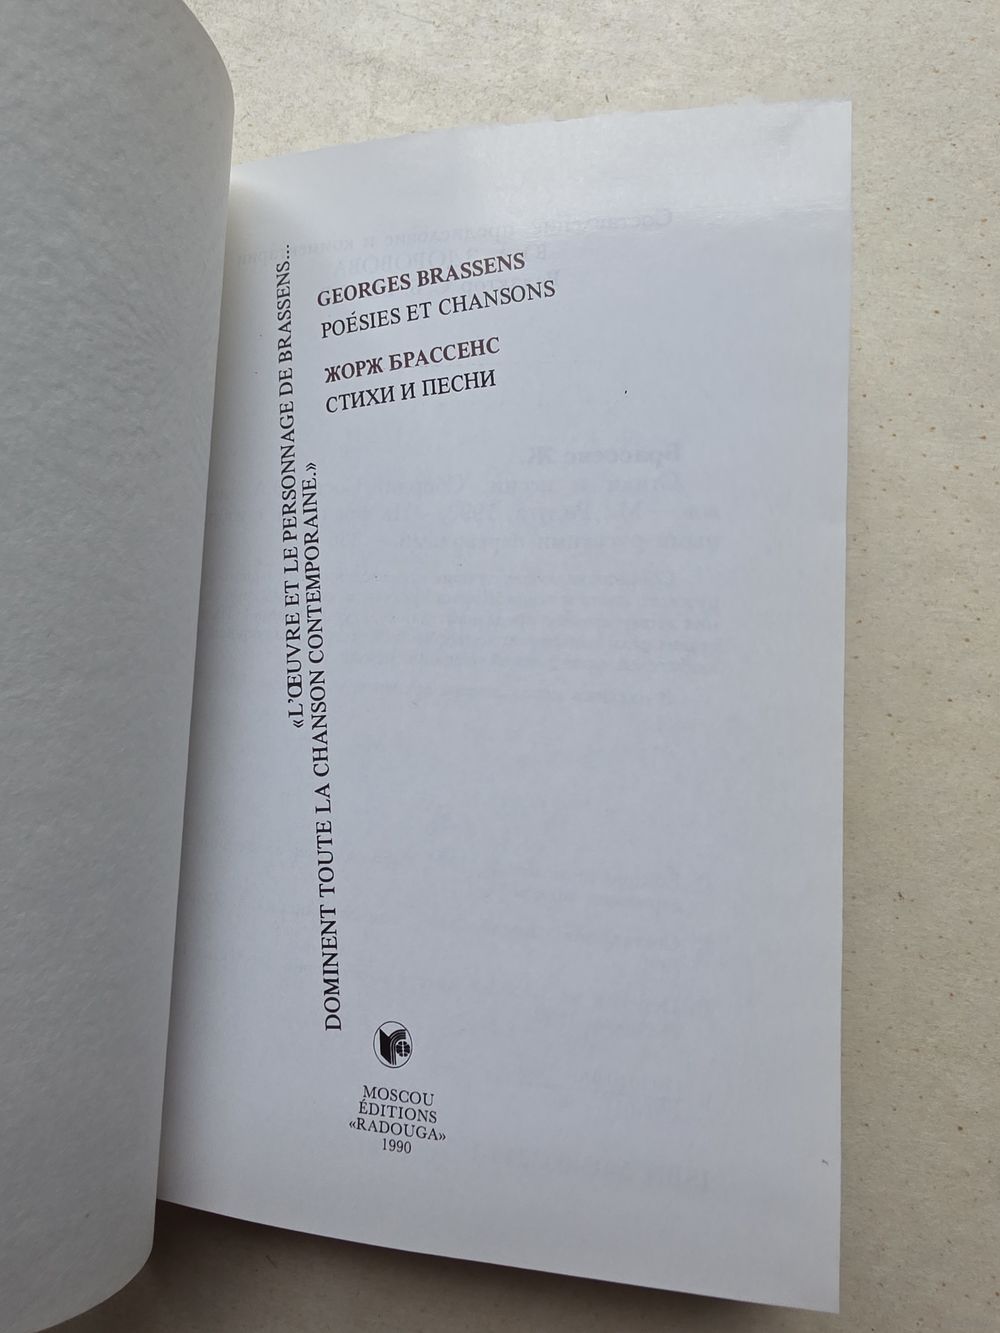 GEORGES BRASSENS
POÉSIES ET CHANSONS
ЖОРЖ БРАССЕНС
СТИХИ И ПЕСНИ
«L’ŒUVRE ET LE PERSONNAGE DE BRASSENS...
DOMINENT TOUTE LA CHANSON CONTEMPORAINE.»
MOSCOU
ÉDITIONS
«RADOUGA»
1990